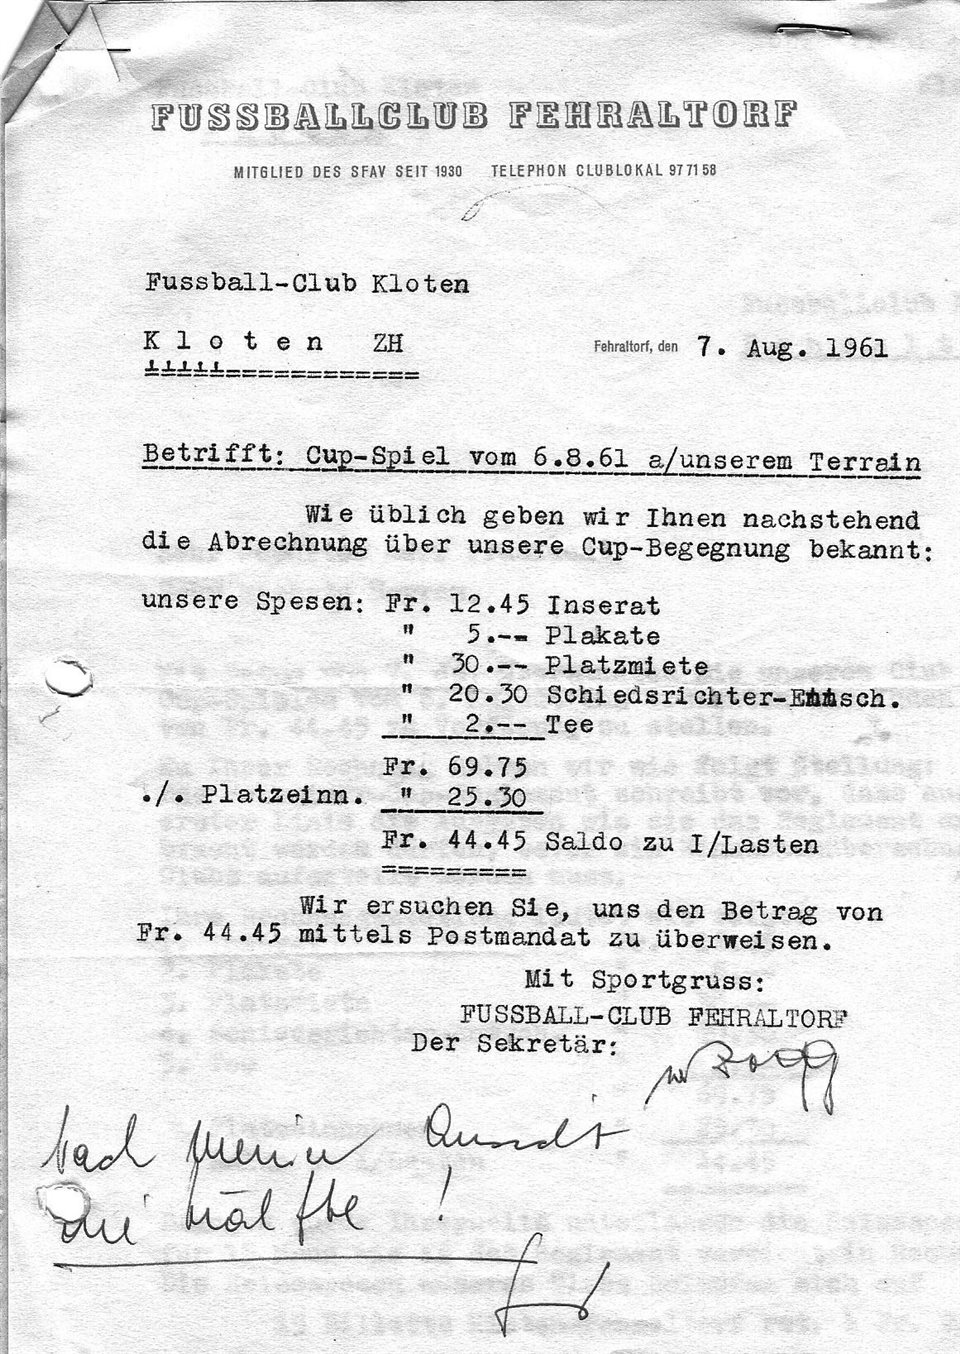 FUSSBALLCLUB FEHRALTORF
MITGLIED DES SFAV SEIT 1930 TELEPHON CLUBLOKAL 97 71 58
Fussball-Club Kloten
K l o t e n ZH
Fehraltorf, den 7. Aug. 1961
Betrifft: Cup-Spiel vom 6.8.61 a/unserem Terrain
Wie üblich geben wir Ihnen nachstehend
die Abrechnung über unsere Cup-Begegnung bekannt:
unsere Spesen: Fr. 12.45 Inserat
" 5.-- Plakate
" 30.-- Platzmiete
" 20.30 Schiedsrichter-Entsch.
" 2.-- Tee
Fr. 69.75
./. Platzeinn. " 25.30
Fr. 44.45 Saldo zu I/Lasten
=========
Wir ersuchen Sie, uns den Betrag von
Fr. 44.45 mittels Postmandat zu überweisen.
Mit Sportgruss:
FUSSBALL-CLUB FEHRALTORF
Der Sekretär:
Nach meiner Ansicht
die Hälfte !